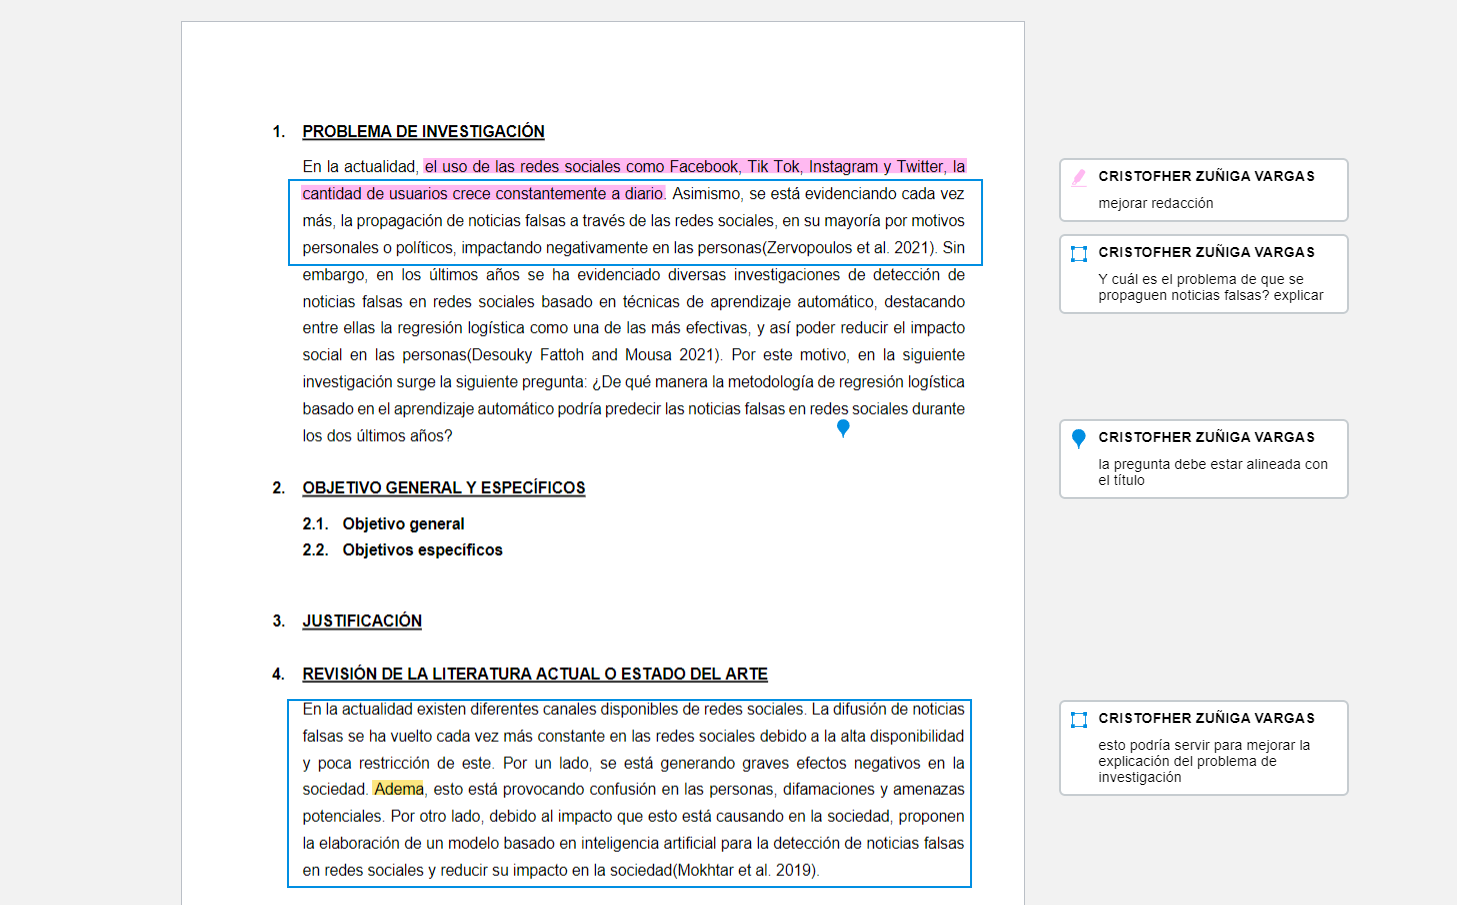 1. PROBLEMA DE INVESTIGACIÓN
En la actualidad, el uso de las redes sociales como Facebook, Tik Tok, Instagram y Twitter, la
cantidad de usuarios crece constantemente a diario. Asimismo, se está evidenciando cada vez
más, la propagación de noticias falsas a través de las redes sociales, en su mayoría por motivos
personales o políticos, impactando negativamente en las personas(Zervopoulos et al. 2021). Sin
embargo, en los últimos años se ha evidenciado diversas investigaciones de detección de
noticias falsas en redes sociales basado en técnicas de aprendizaje automático, destacando
entre ellas la regresión logística como una de las más efectivas, y así poder reducir el impacto
social en las personas(Desouky Fattoh and Mousa 2021). Por este motivo, en la siguiente
investigación surge la siguiente pregunta: ¿De qué manera la metodología de regresión logística
basado en el aprendizaje automático podría predecir las noticias falsas en redes sociales durante
los dos últimos años?
2. OBJETIVO GENERAL Y ESPECÍFICOS
2.1. Objetivo general
2.2. Objetivos específicos
3. JUSTIFICACIÓN
4. REVISIÓN DE LA LITERATURA ACTUAL O ESTADO DEL ARTE
En la actualidad existen diferentes canales disponibles de redes sociales. La difusión de noticias
falsas se ha vuelto cada vez más constante en las redes sociales debido a la alta disponibilidad
y poca restricción de este. Por un lado, se está generando graves efectos negativos en la
sociedad. Adema, esto está provocando confusión en las personas, difamaciones y amenazas
potenciales. Por otro lado, debido al impacto que esto está causando en la sociedad, proponen
la elaboración de un modelo basado en inteligencia artificial para la detección de noticias falsas
en redes sociales y reducir su impacto en la sociedad(Mokhtar et al. 2019).
CRISTOFHER ZUÑIGA VARGAS
mejorar redacción
CRISTOFHER ZUÑIGA VARGAS
Y cuál es el problema de que se
propaguen noticias falsas? explicar
CRISTOFHER ZUÑIGA VARGAS
la pregunta debe estar alineada con
el título
CRISTOFHER ZUÑIGA VARGAS
esto podría servir para mejorar la
explicación del problema de
investigación